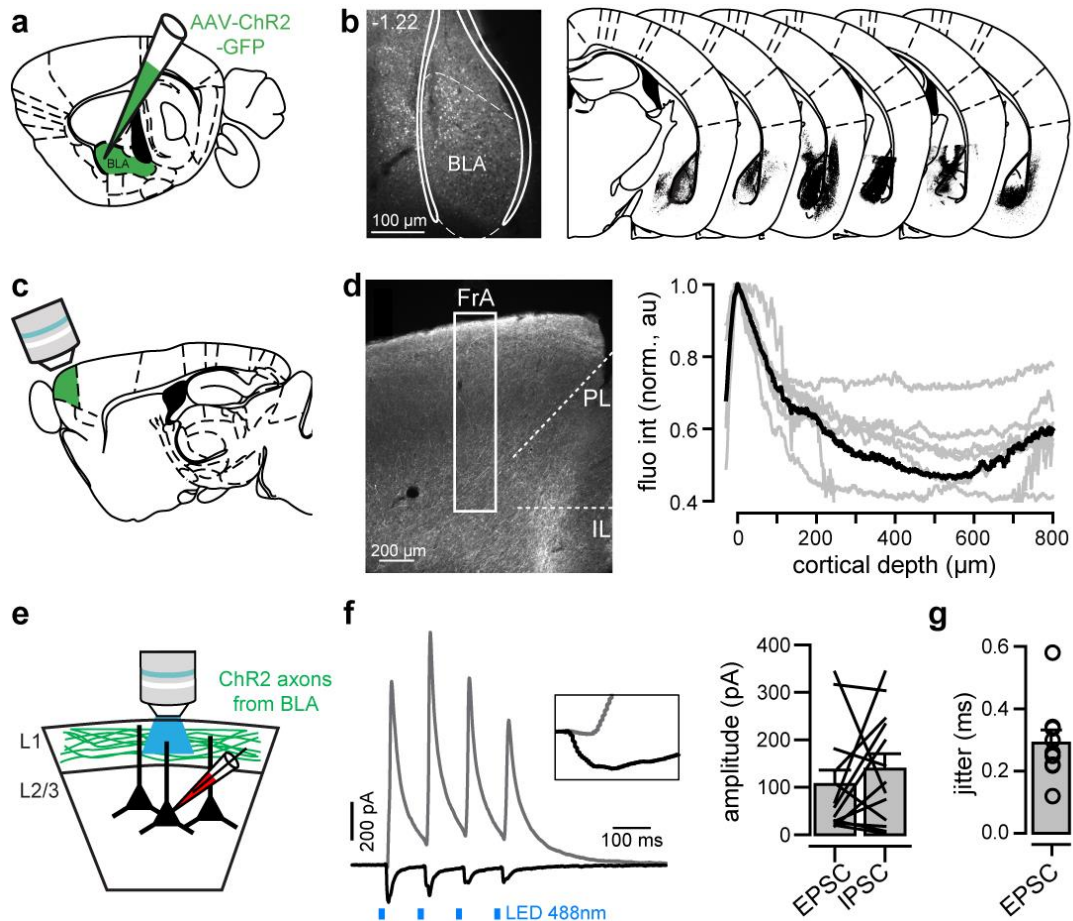 a
AAV-ChR2
-GFP
BLA
b
-1.22
BLA
100 µm
c
d
FrA
PL
IL
200 µm
fluo int (norm., au)
1.0
0.8
0.6
0.4
0
200
400
600
800
cortical depth (µm)
e
ChR2 axons
from BLA
L1
L2/3
f
200 pA
100 ms
LED 488nm
amplitude (pA)
400
300
200
100
0
EPSC
IPSC
g
jitter (ms)
0.6
0.4
0.2
0.0
EPSC